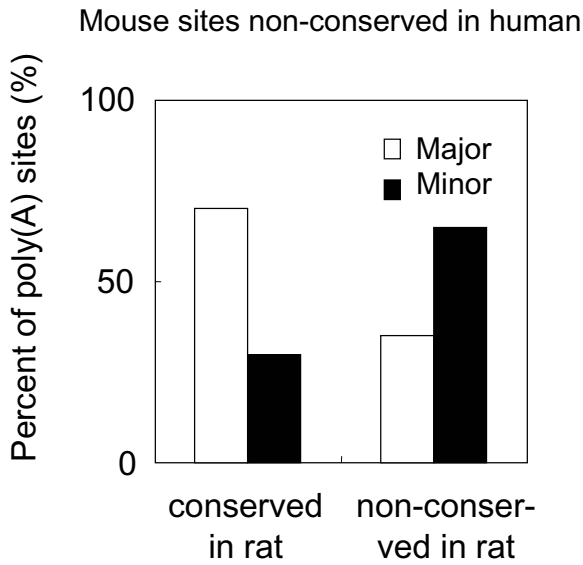 Mouse sites non-conserved in human
Percent of poly(A) sites (%)
100
50
0
Major
Minor
conserved
in rat
non-conser-
ved in rat